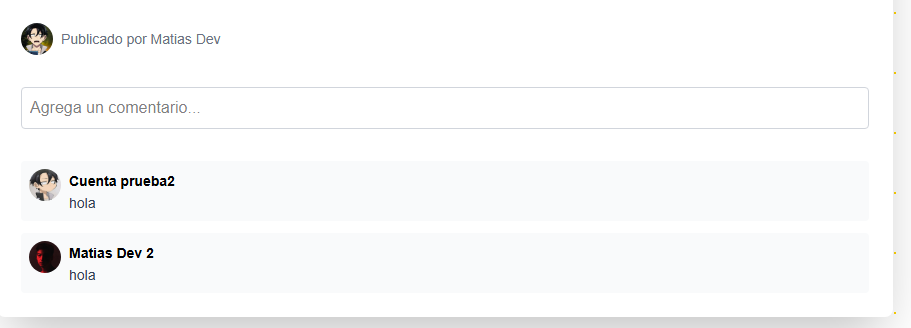 Publicado por Matias Dev
Agrega un comentario...
Cuenta prueba2
hola
Matias Dev 2
hola